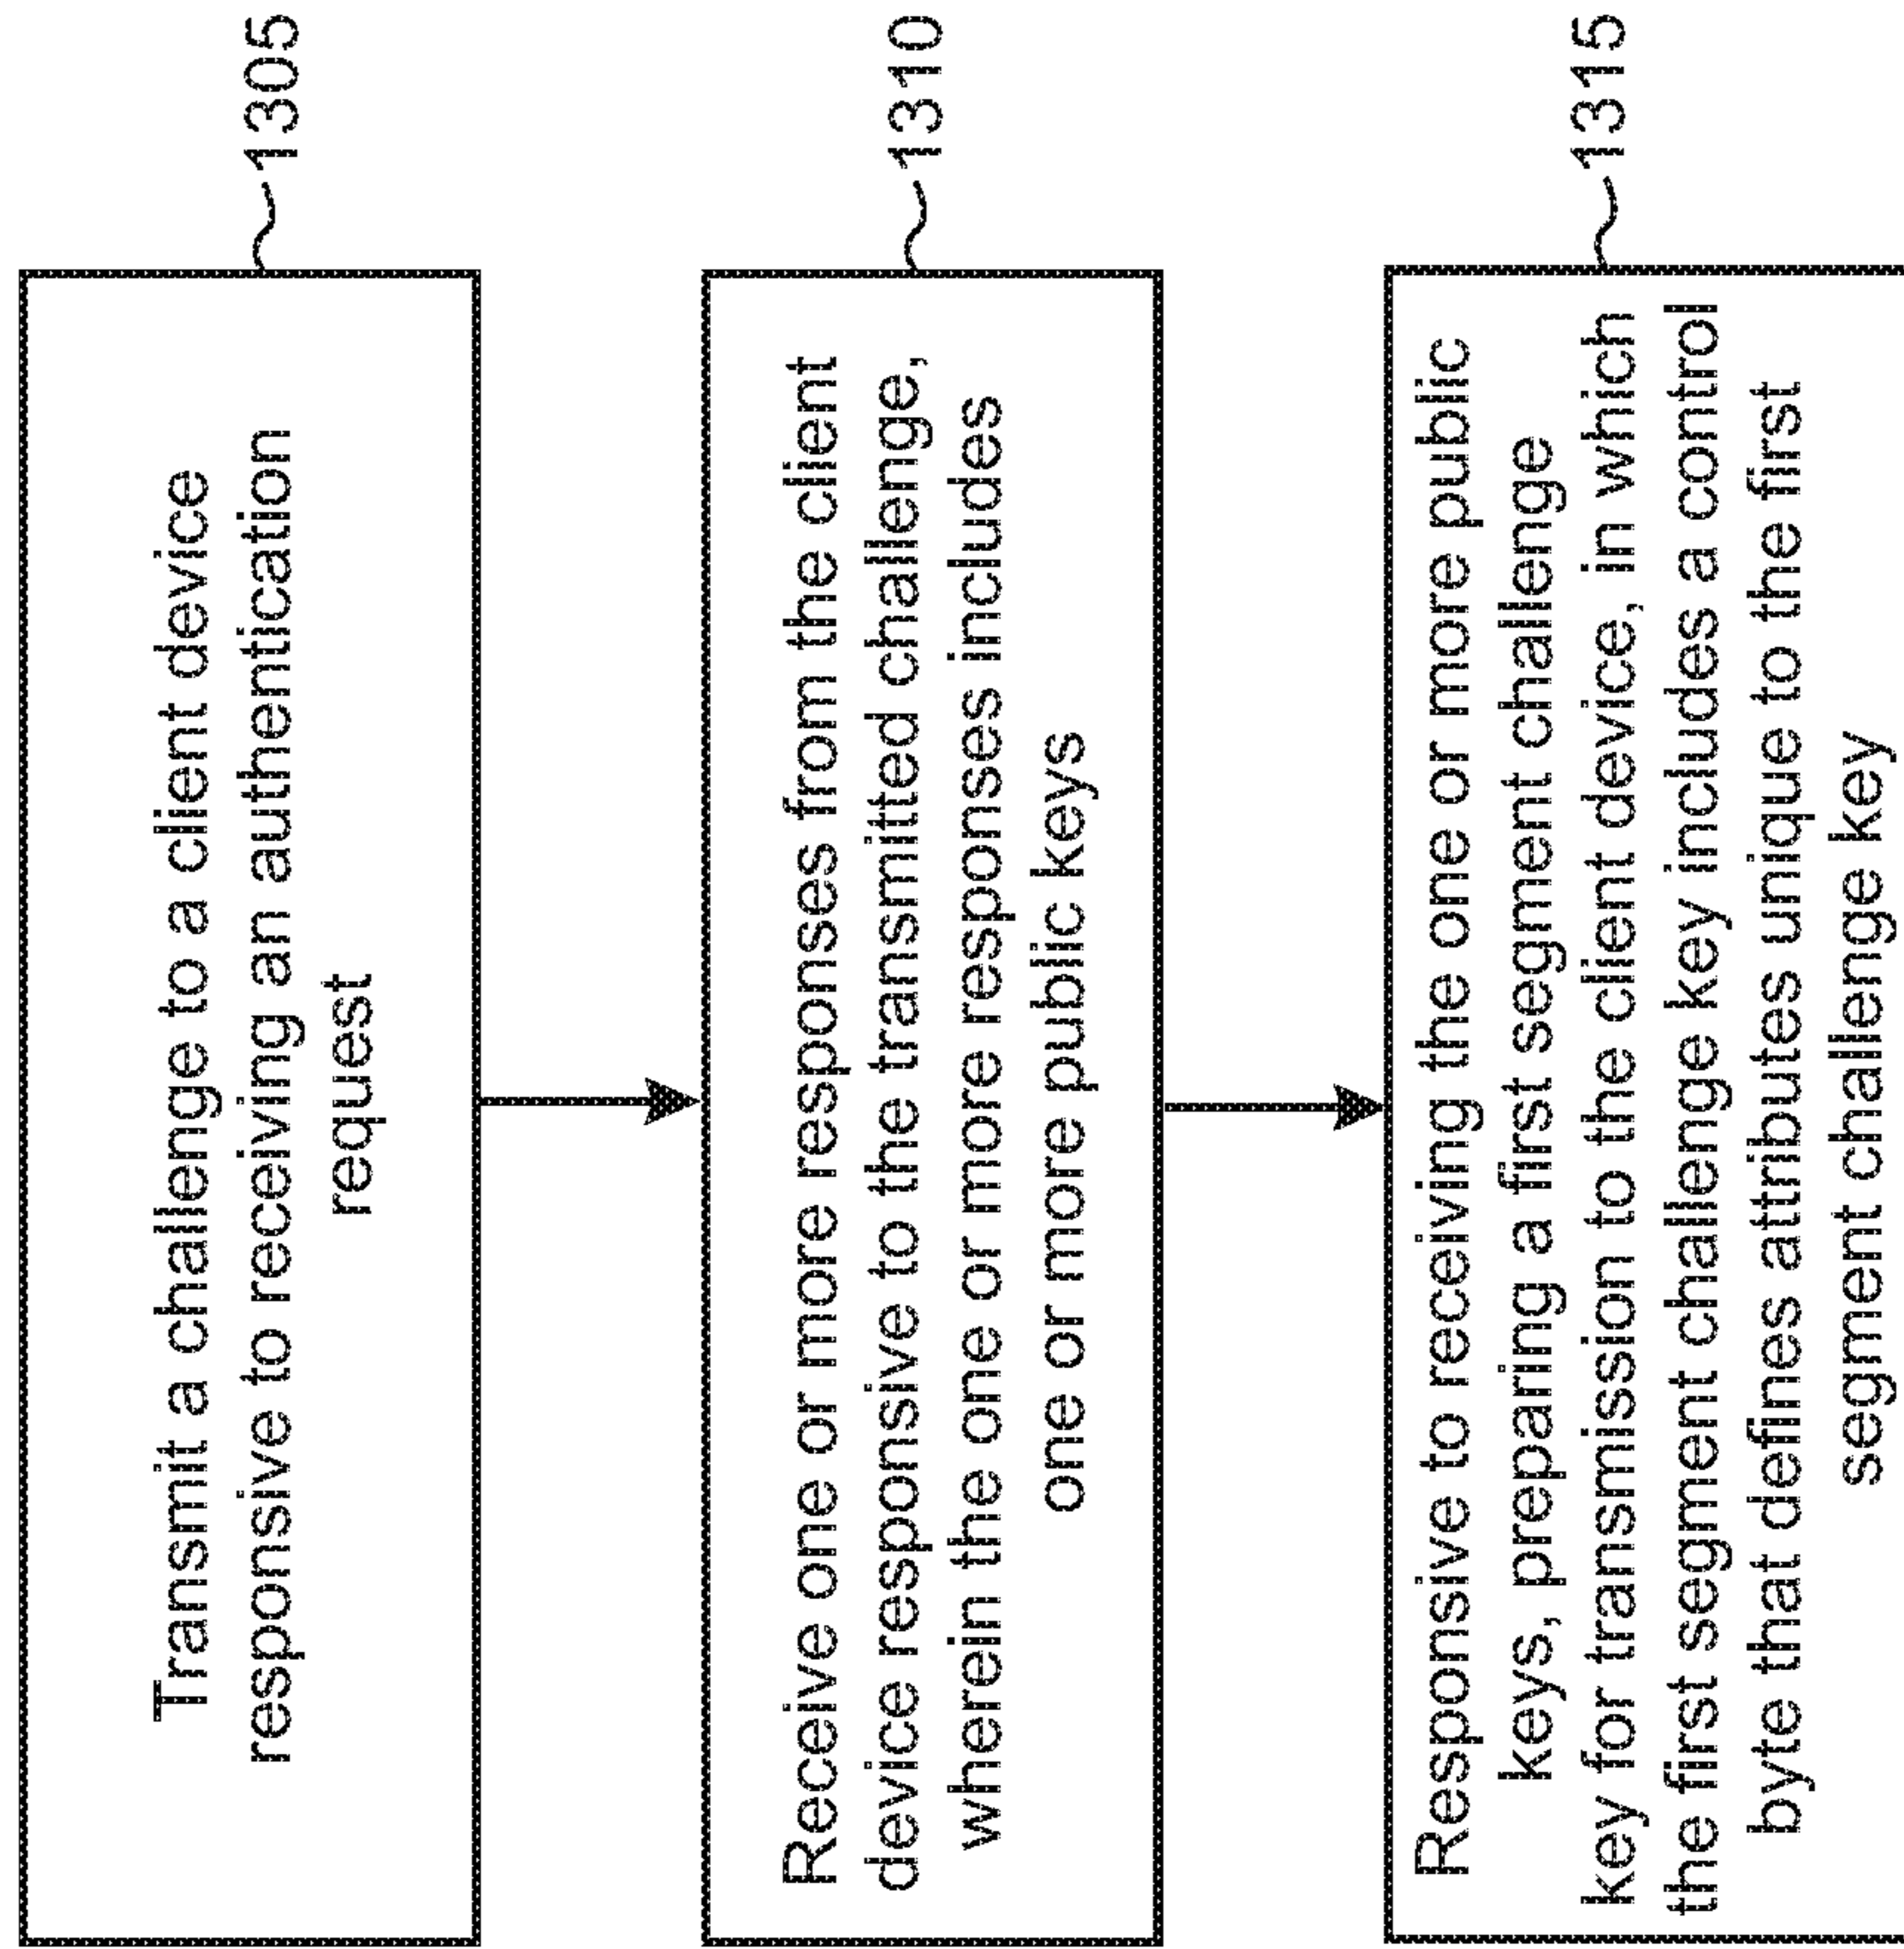 Transmit a challenge to a client device
responsive to receiving an authentication
request
1305
Receive one or more responses from the client
device responsive to the transmitted challenge,
wherein the one or more responses includes
one or more public keys
1310
Responsive to receiving the one or more public
keys, preparing a first segment challenge
key for transmission to the client device, in which
the first segment challenge key includes a control
byte that defines attributes unique to the first
segment challenge key
1315